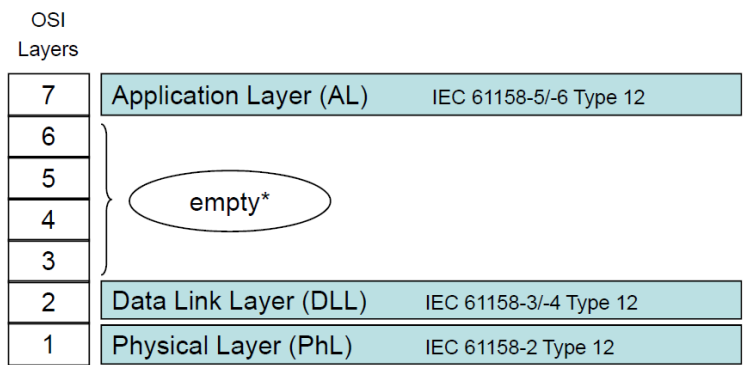 OSI
Layers
7 Application Layer (AL) IEC 61158-5/-6 Type 12
6
5
empty*
4
3
2 Data Link Layer (DLL) IEC 61158-3/-4 Type 12
1 Physical Layer (PhL) IEC 61158-2 Type 12